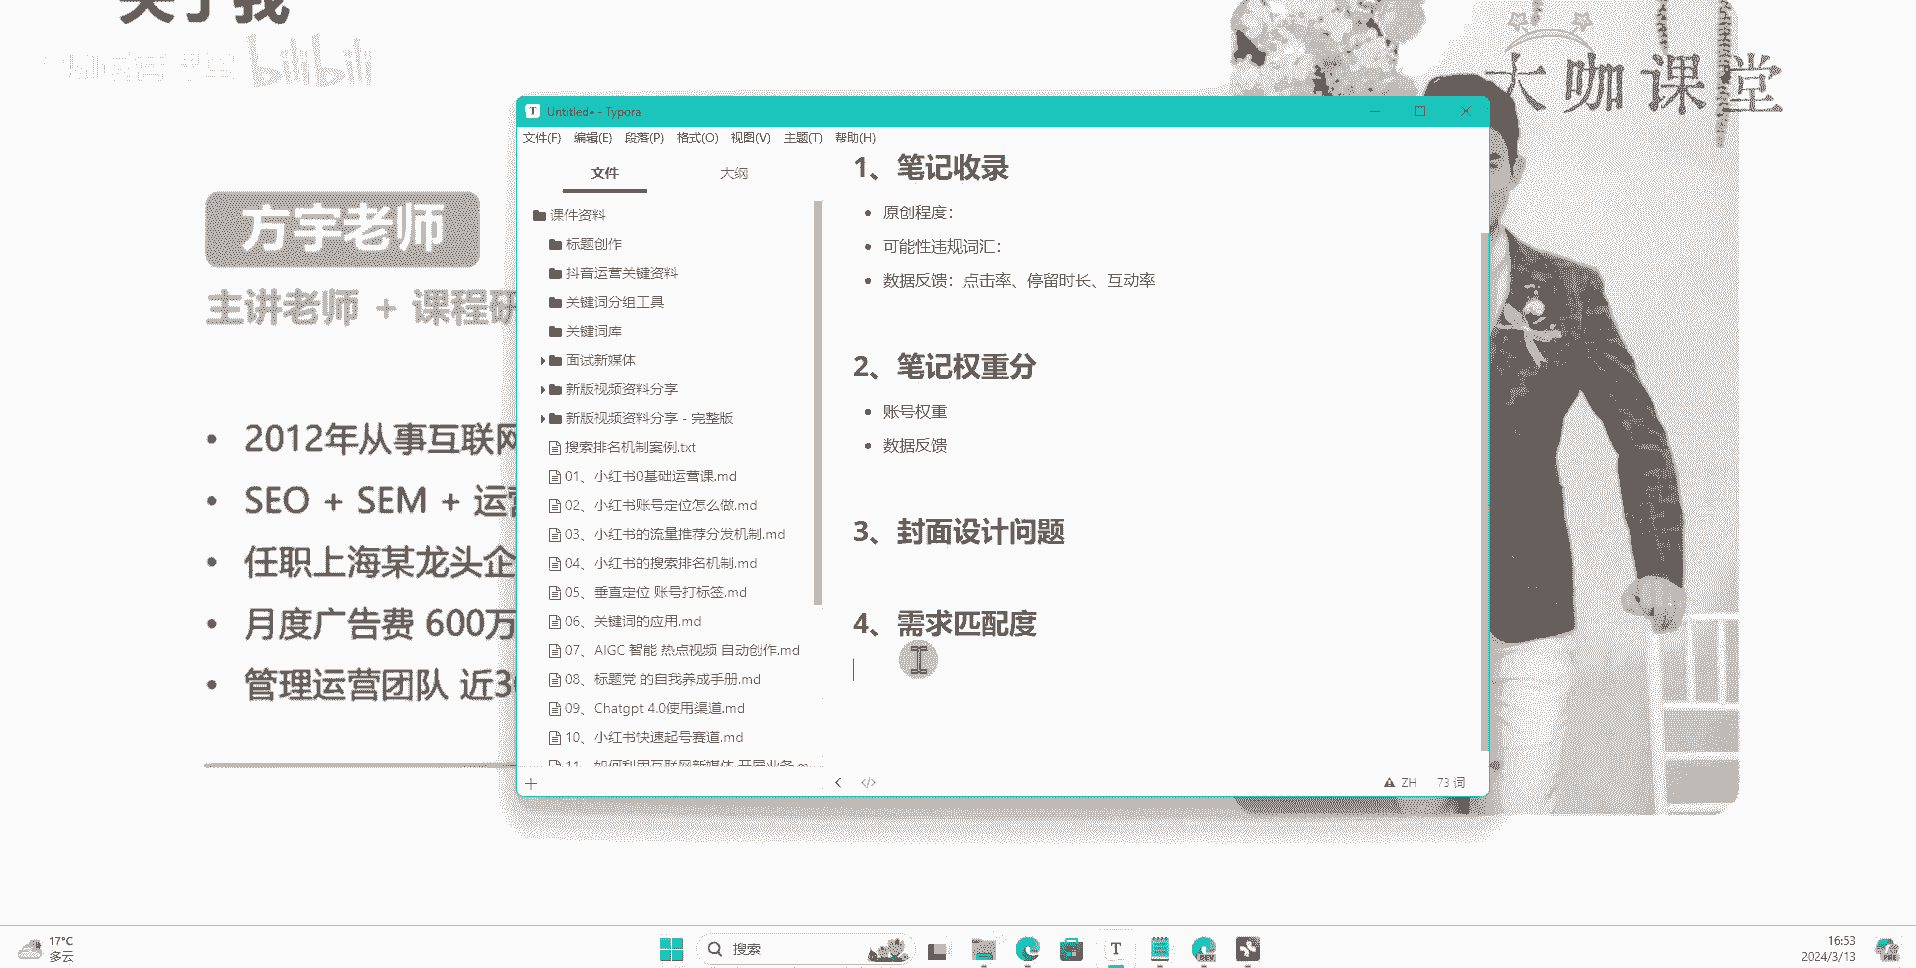 关于我
bilibili
大咖课堂
方宇老师
主讲老师 + 课程研
2012年从事互联网
SEO + SEM + 运营
任职上海某龙头企
月度广告费 600万
管理运营团队 近30
Untitled• - Typora
文件(F) 编辑(E) 段落(P) 格式(O) 视图(V) 主题(T) 帮助(H)
文件 大纲
课件资料
标题创作
抖音运营关键资料
关键词分组工具
关键词库
面试新媒体
新版视频资料分享
新版视频资料分享 - 完整版
搜索排名机制案例.txt
01、小红书0基础运营课.md
02、小红书账号定位怎么做.md
03、小红书的流量推荐分发机制.md
04、小红书的搜索排名机制.md
05、垂直定位 账号打标签.md
06、关键词的应用.md
07、AIGC 智能 热点视频 自动创作.md
08、标题党 的自我养成手册.md
09、Chatgpt 4.0使用渠道.md
10、小红书快速起号赛道.md
11、如何利用互联网新媒体 开展业务.m
1、笔记收录
原创程度：
可能性违规词汇：
数据反馈：点击率、停留时长、互动率
2、笔记权重分
账号权重
数据反馈
3、封面设计问题
4、需求匹配度
ZH 73 词
17°C
多云
搜索
16:53
2024/3/13